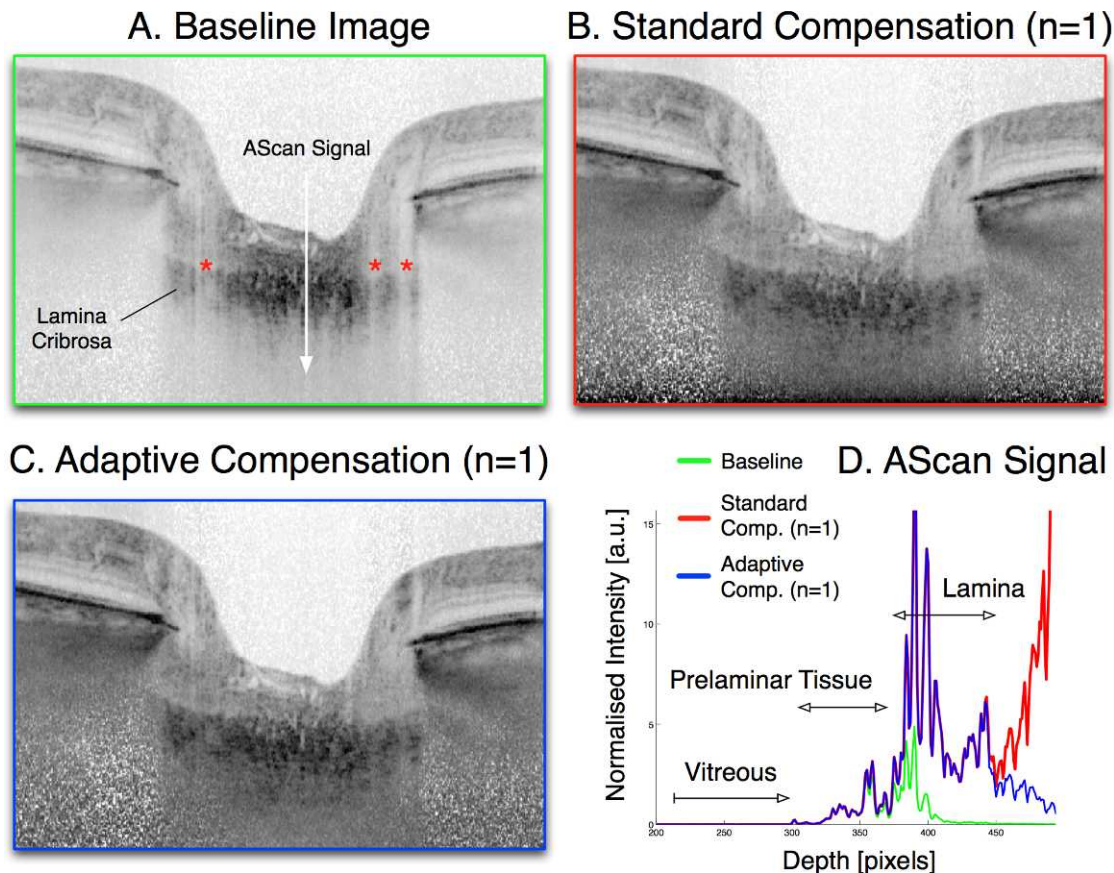 A. Baseline Image
B. Standard Compensation (n=1)
AScan Signal
*
*
*
Lamina
Cribrosa
C. Adaptive Compensation (n=1)
D. AScan Signal
Baseline
Standard
Comp. (n=1)
Adaptive
Comp. (n=1)
Normalised Intensity [a.u.]
15
10
5
0
Lamina
Prelaminar Tissue
Vitreous
200
300
350
400
450
Depth [pixels]